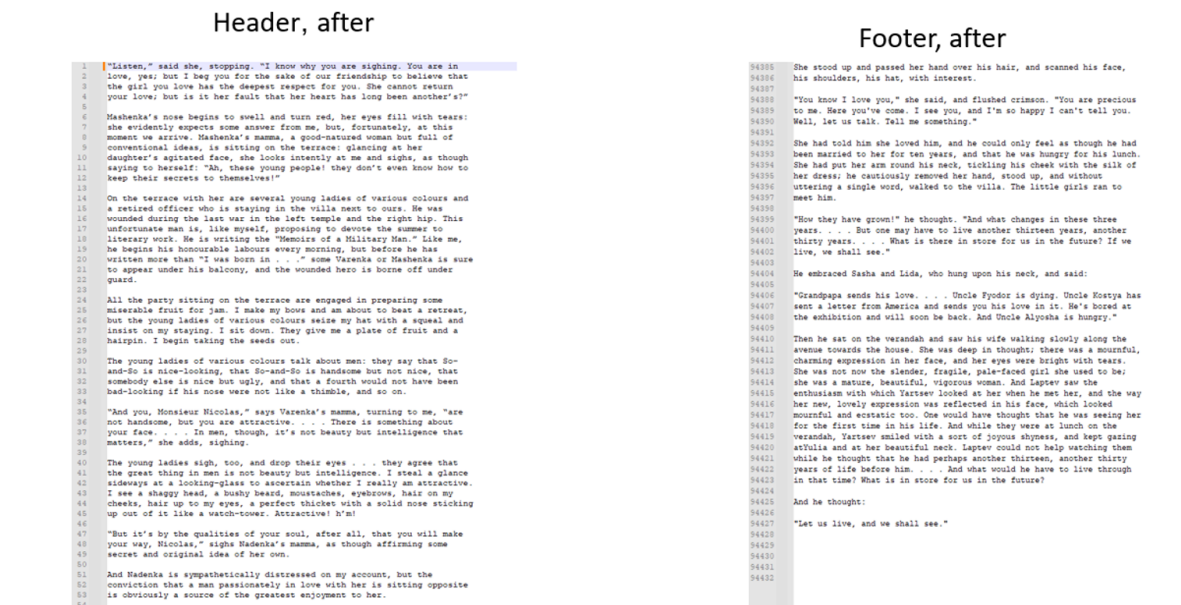 Header, after
1 "Listen," said she, stopping. "I know why you are sighing. You are in
2 love, yes; but I beg you for the sake of our friendship to believe that
3 the girl you love has the deepest respect for you. She cannot return
4 your love; but is it her fault that her heart has long been another's?"
5
6 Mashenka's nose begins to swell and turn red, her eyes fill with tears:
7 she evidently expects some answer from me, but, fortunately, at this
8 moment we arrive. Mashenka's mamma, a good-natured woman but full of
9 conventional ideas, is sitting on the terrace: glancing at her
10 daughter's agitated face, she looks intently at me and sighs, as though
11 saying to herself: "Ah, these young people! they don't even know how to
12 keep their secrets to themselves!"
13
14 On the terrace with her are several young ladies of various colours and
15 a retired officer who is staying in the villa next to ours. He was
16 wounded during the last war in the left temple and the right hip. This
17 unfortunate man is, like myself, proposing to devote the summer to
18 literary work. He is writing the "Memoirs of a Military Man." Like me,
19 he begins his honourable labours every morning, but before he has
20 written more than "I was born in . . ." some Varenka or Mashenka is sure
21 to appear under his balcony, and the wounded hero is borne off under
22 guard.
23
24 All the party sitting on the terrace are engaged in preparing some
25 miserable fruit for jam. I make my bows and am about to beat a retreat,
26 but the young ladies of various colours seize my hat with a squeal and
27 insist on my staying. I sit down. They give me a plate of fruit and a
28 hairpin. I begin taking the seeds out.
29
30 The young ladies of various colours talk about men: they say that So-
31 and-So is nice-looking, that So-and-So is handsome but not nice, that
32 somebody else is nice but ugly, and that a fourth would not have been
33 bad-looking if his nose were not like a thimble, and so on.
34
35 "And you, Monsieur Nicolas," says Varenka's mamma, turning to me, "are
36 not handsome, but you are attractive. . . . There is something about
37 your face. . . . In men, though, it's not beauty but intelligence that
38 matters," she adds, sighing.
39
40 The young ladies sigh, too, and drop their eyes . . . they agree that
41 the great thing in men is not beauty but intelligence. I steal a glance
42 sideways at a looking-glass to ascertain whether I really am attractive.
43 I see a shaggy head, a bushy beard, moustaches, eyebrows, hair on my
44 cheeks, hair up to my eyes, a perfect thicket with a solid nose sticking
45 up out of it like a watch-tower. Attractive! h'm!
46
47 "But it's by the qualities of your soul, after all, that you will make
48 your way, Nicolas," sighs Nadenka's mamma, as though affirming some
49 secret and original idea of her own.
50
51 And Nadenka is sympathetically distressed on my account, but the
52 conviction that a man passionately in love with her is sitting opposite
53 is obviously a source of the greatest enjoyment to her.
Footer, after
94385 She stood up and passed her hand over his hair, and scanned his face,
94386 his shoulders, his hat, with interest.
94387
94388 "You know I love you," she said, and flushed crimson. "You are precious
94389 to me. Here you've come. I see you, and I'm so happy I can't tell you.
94390 Well, let us talk. Tell me something."
94391
94392 She had told him she loved him, and he could only feel as though he had
94393 been married to her for ten years, and that he was hungry for his lunch.
94394 She had put her arm round his neck, tickling his cheek with the silk of
94395 her dress; he cautiously removed her hand, stood up, and without
94396 uttering a single word, walked to the villa. The little girls ran to
94397 meet him.
94398
94399 "How they have grown!" he thought. "And what changes in these three
94400 years. . . . But one may have to live another thirteen years, another
94401 thirty years. . . . What is there in store for us in the future? If we
94402 live, we shall see."
94403
94404 He embraced Sasha and Lida, who hung upon his neck, and said:
94405
94406 "Grandpapa sends his love. . . . Uncle Fyodor is dying. Uncle Kostya has
94407 sent a letter from America and sends you his love in it. He's bored at
94408 the exhibition and will soon be back. And Uncle Alyosha is hungry."
94409
94410 Then he sat on the verandah and saw his wife walking slowly along the
94411 avenue towards the house. She was deep in thought; there was a mournful,
94412 charming expression in her face, and her eyes were bright with tears.
94413 She was not now the slender, fragile, pale-faced girl she used to be;
94414 she was a mature, beautiful, vigorous woman. And Laptev saw the
94415 enthusiasm with which Yartsev looked at her when he met her, and the way
94416 her new, lovely expression was reflected in his face, which looked
94417 mournful and ecstatic too. One would have thought that he was seeing her
94418 for the first time in his life. And while they were at lunch on the
94419 verandah, Yartsev smiled with a sort of joyous shyness, and kept gazing
94420 atYulia and at her beautiful neck. Laptev could not help watching them
94421 while he thought that he had perhaps another thirteen, another thirty
94422 years of life before him. . . . And what would he have to live through
94423 in that time? What is in store for us in the future?
94424
94425 And he thought:
94426
94427 "Let us live, and we shall see."
94428
94429
94430
94431
94432